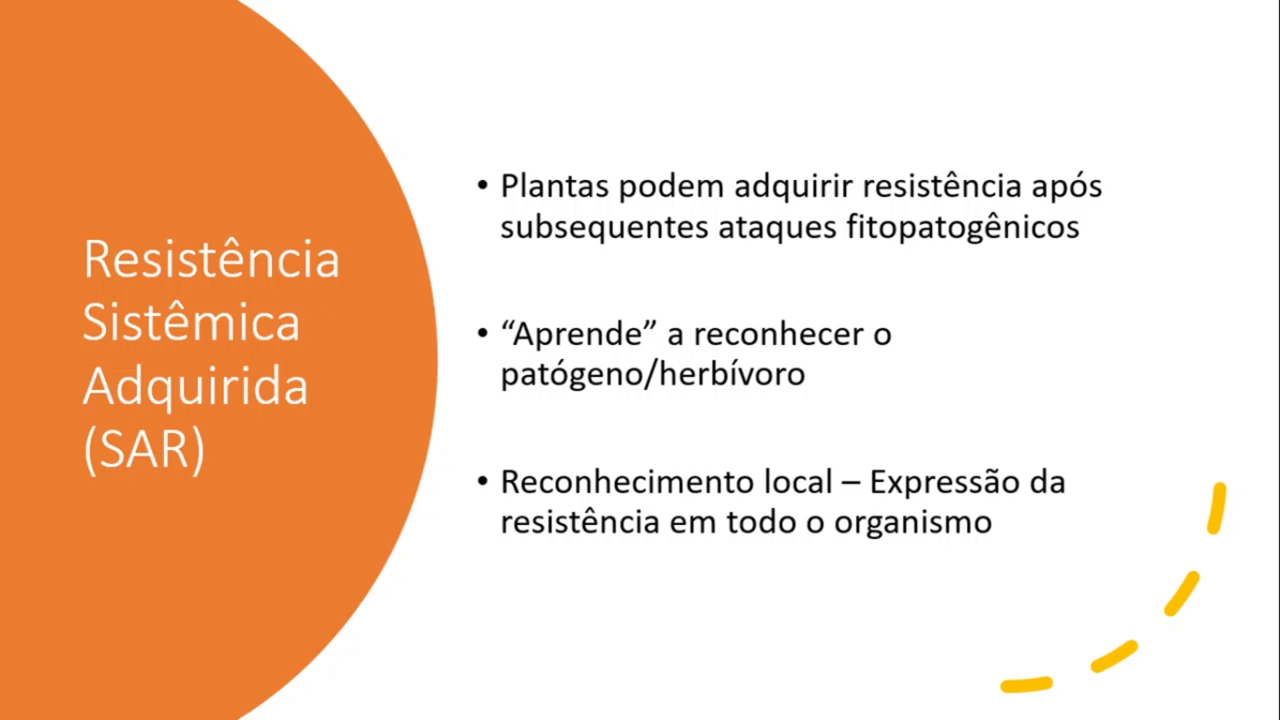 Resistência
Sistêmica
Adquirida
(SAR)
• Plantas podem adquirir resistência após
subsequentes ataques fitopatogênicos
• “Aprende” a reconhecer o
patógeno/herbívoro
• Reconhecimento local – Expressão da
resistência em todo o organismo